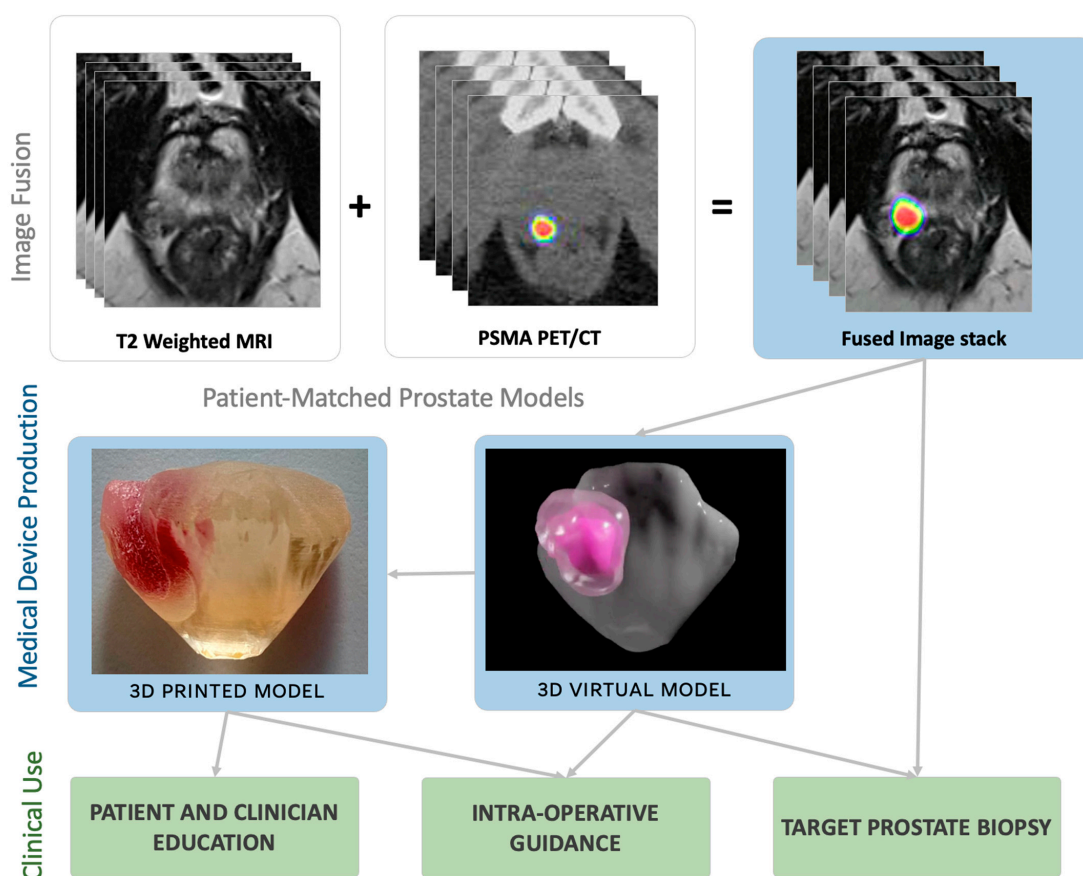 Image Fusion
+
=
T2 Weighted MRI
PSMA PET/CT
Fused Image stack
Patient-Matched Prostate Models
Medical Device Production
3D PRINTED MODEL
3D VIRTUAL MODEL
Clinical Use
PATIENT AND CLINICIAN
EDUCATION
INTRA-OPERATIVE
GUIDANCE
TARGET PROSTATE BIOPSY